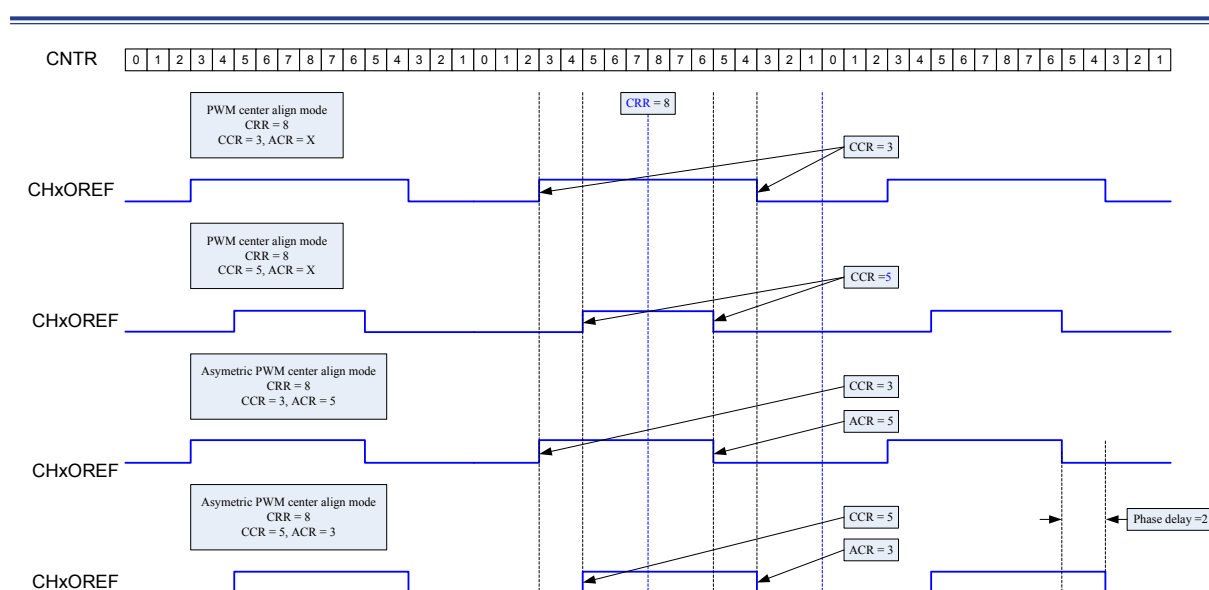 CNTR 0 1 2 3 4 5 6 7 8 7 6 5 4 3 2 1 0 1 2 3 4 5 6 7 8 7 6 5 4 3 2 1 0 1 2 3 4 5 6 7 8 7 6 5 4 3 2 1
PWM center align mode
CRR = 8
CCR = 3, ACR = X
CRR = 8
CCR = 3
CHxOREF
PWM center align mode
CRR = 8
CCR = 5, ACR = X
CCR =5
CHxOREF
Asymetric PWM center align mode
CRR = 8
CCR = 3, ACR = 5
CCR = 3
ACR = 5
CHxOREF
Asymetric PWM center align mode
CRR = 8
CCR = 5, ACR = 3
CCR = 5
Phase delay =2
ACR = 3
CHxOREF